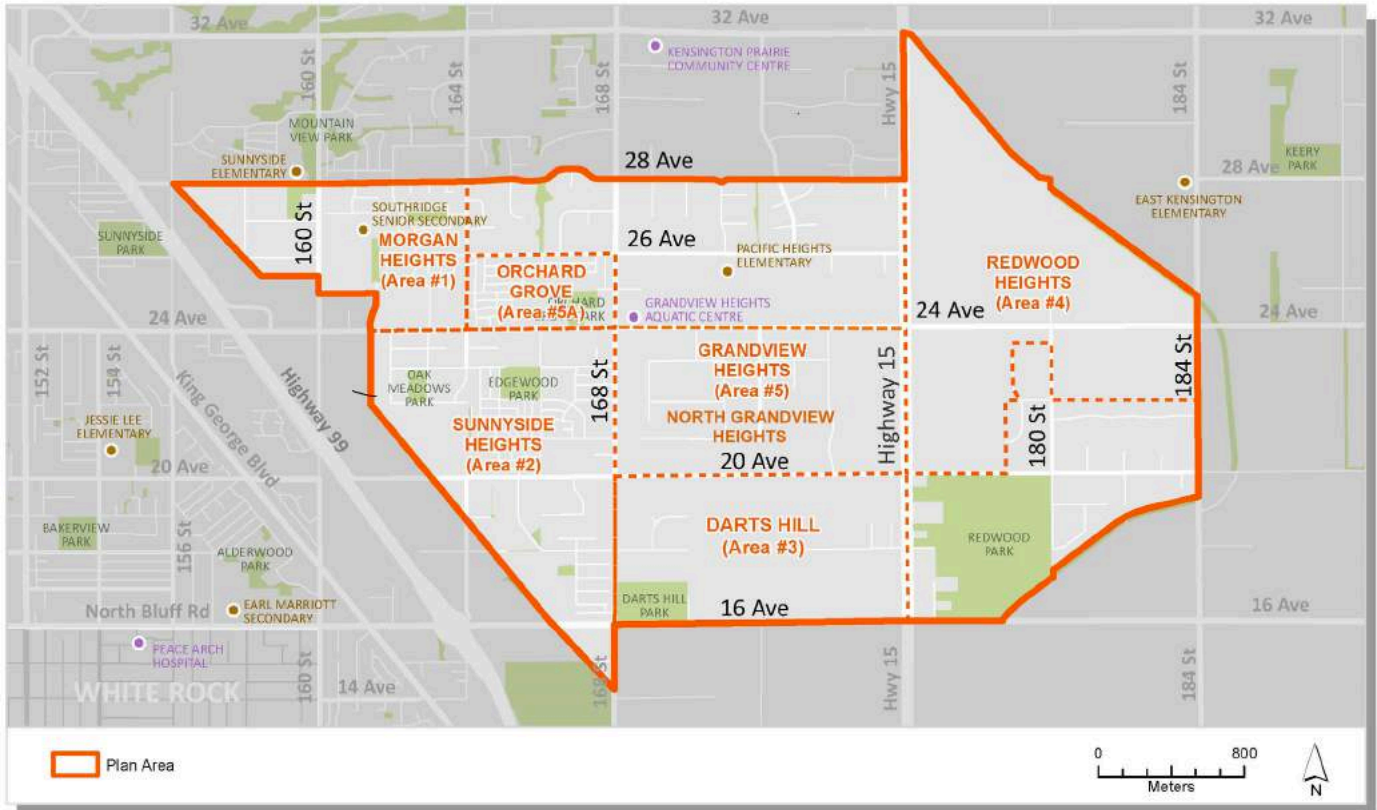 32 Ave
32 Ave
32 Ave
KENSINGTON PRAIRIE
COMMUNITY CENTRE
160 St
164 St
168 St
Hwy 15
184 St
MOUNTAIN
VIEW PARK
SUNNYSIDE
ELEMENTARY
28 Ave
28 Ave
KEERY
PARK
EAST KENSINGTON
ELEMENTARY
SOUTHRIDGE
SENIOR SECONDARY
160 St
SUNNYSIDE
PARK
MORGAN
HEIGHTS
(Area #1)
26 Ave
PACIFIC HEIGHTS
ELEMENTARY
ORCHARD
GROVE
(Area #5A)
ORCHARD
PARK
GRANDVIEW HEIGHTS
AQUATIC CENTRE
REDWOOD
HEIGHTS
(Area #4)
24 Ave
24 Ave
24 Ave
152 St
154 St
King George Blvd
Highway 99
OAK
MEADOWS
PARK
EDGEWOOD
PARK
168 St
GRANDVIEW
HEIGHTS
(Area #5)
NORTH GRANDVIEW
HEIGHTS
Highway 15
180 St
184 St
JESSIE LEE
ELEMENTARY
SUNNYSIDE
HEIGHTS
(Area #2)
20 Ave
20 Ave
BAKERVIEW
PARK
156 St
ALDERWOOD
PARK
DARTS HILL
(Area #3)
REDWOOD
PARK
North Bluff Rd
EARL MARRIOTT
SECONDARY
DARTS HILL
PARK
16 Ave
16 Ave
PEACE ARCH
HOSPITAL
WHITE ROCK
160 St
14 Ave
168 St
Hwy 15
184 St
Plan Area
0
800
Meters
N